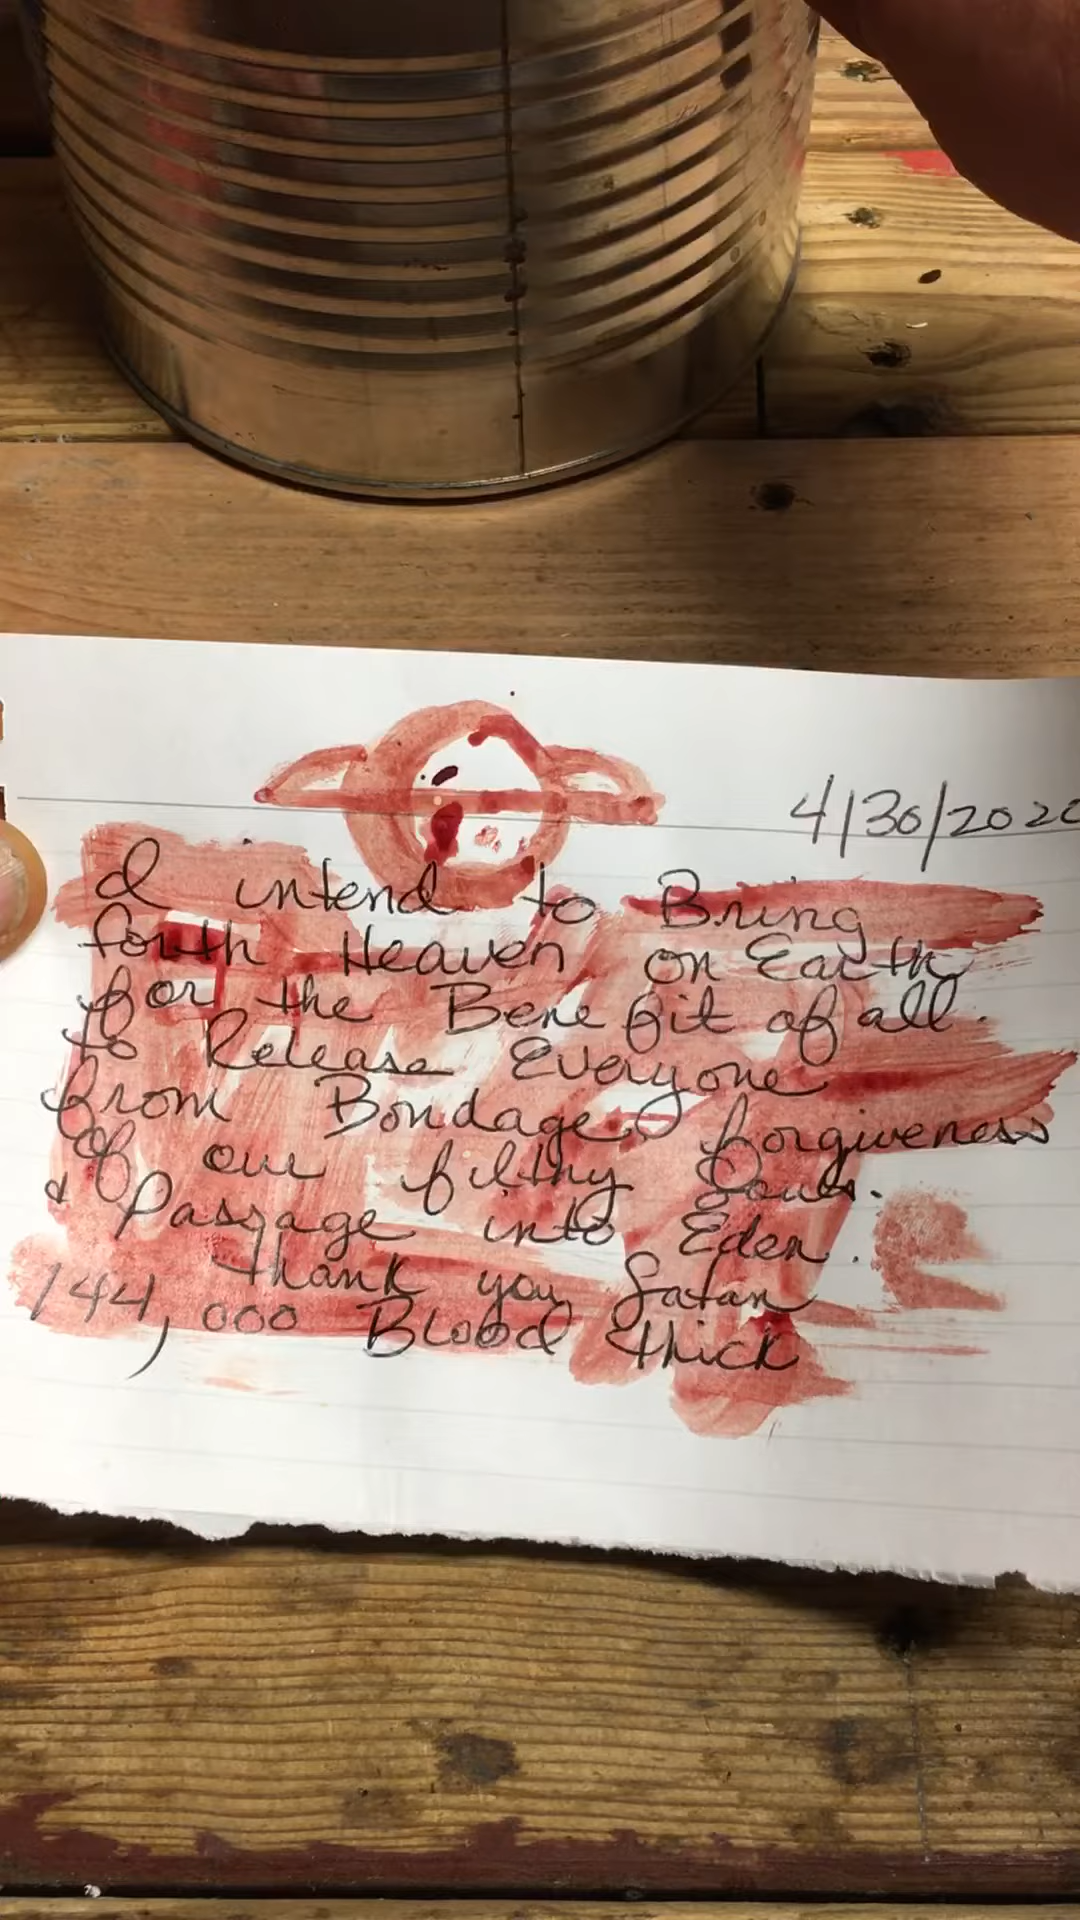 4/30/2020
I intend to Bring
forth Heaven on Earth
for the Benefit of all.
to Release Everyone
from Bondage, forgiveness
of our filthy Souls.
& Passage into Eden.
thank you Satan
144,000 Blood thick